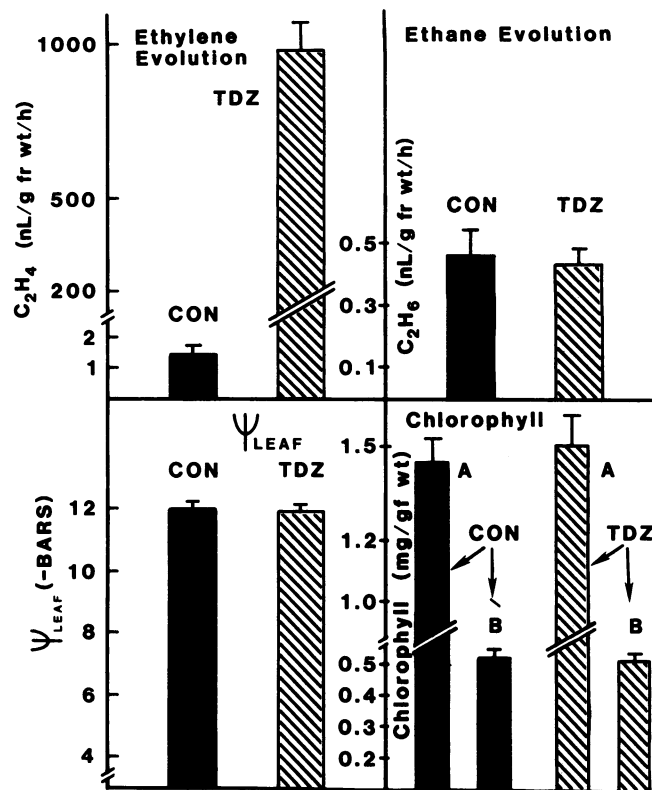 Ethylene
Evolution
TDZ
CON
C₂H₄ (nL/g fr wt/h)
1000
500
200
2
1
Ethane Evolution
CON TDZ
C₂H₆ (nL/g fr wt/h)
0.5
0.3
0.1
Ψ LEAF
CON TDZ
Ψ LEAF (-BARS)
12
10
8
6
4
Chlorophyll
A A
CON TDZ
B B
Chlorophyll (mg/gf wt)
1.5
1.2
1.0
0.5
0.4
0.3
0.2